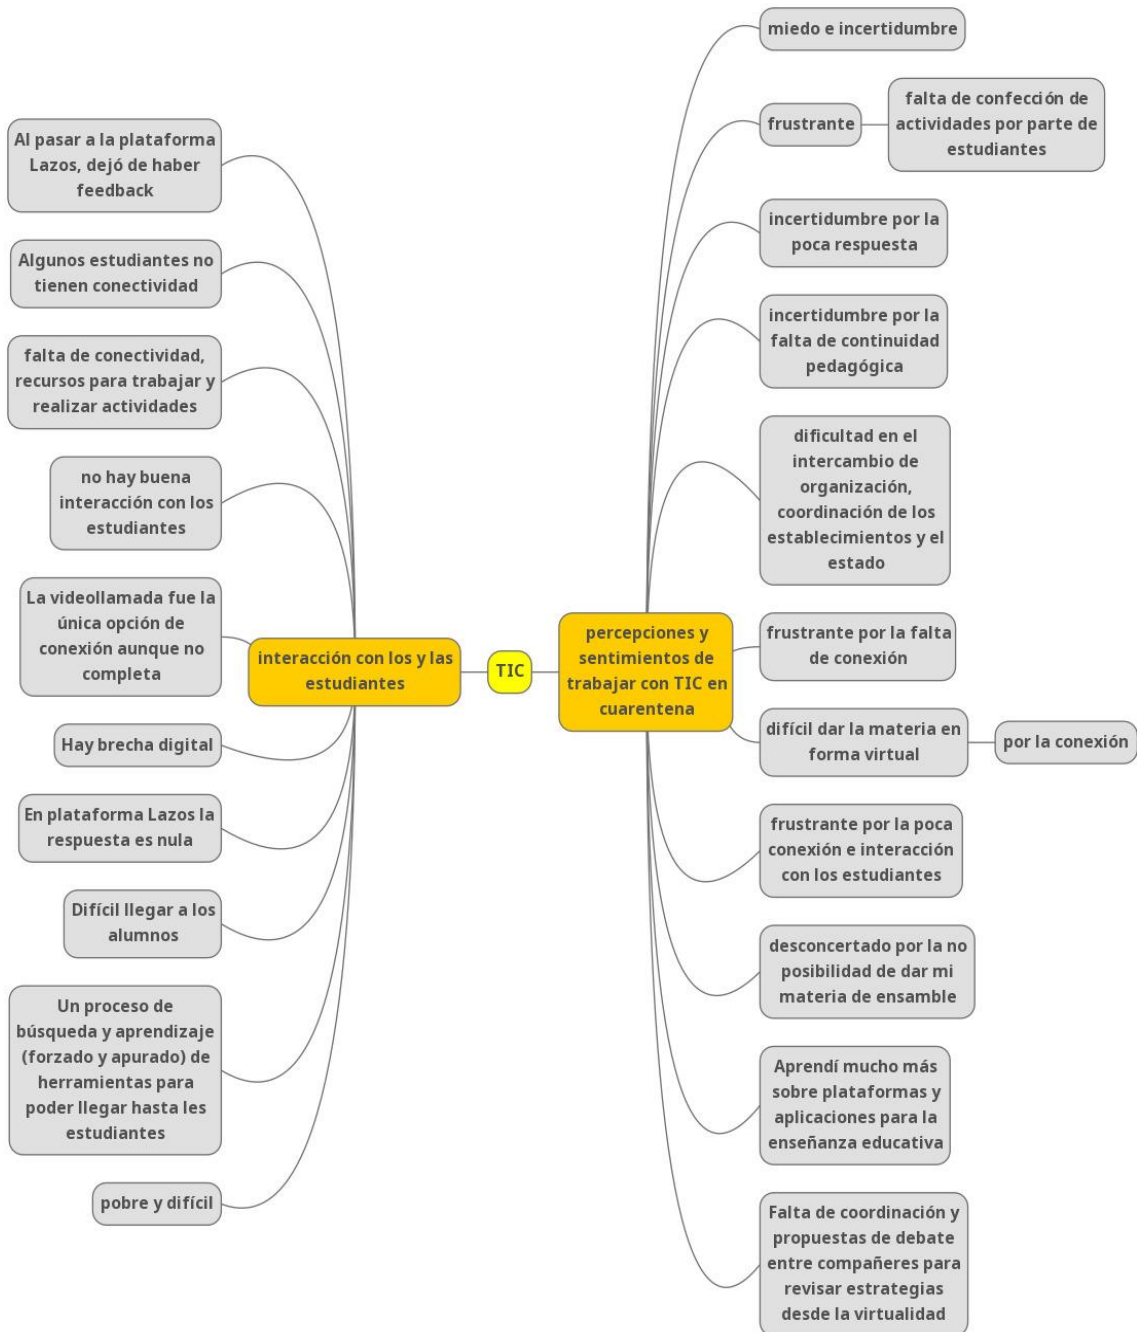 Al pasar a la plataforma
Lazos, dejó de haber
feedback
Algunos estudiantes no
tienen conectividad
falta de conectividad,
recursos para trabajar y
realizar actividades
no hay buena
interacción con los
estudiantes
La videollamada fue la
única opción de
conexión aunque no
completa
Hay brecha digital
En plataforma Lazos la
respuesta es nula
Difícil llegar a los
alumnos
Un proceso de
búsqueda y aprendizaje
(forzado y apurado) de
herramientas para
poder llegar hasta les
estudiantes
pobre y difícil
interacción con los y las
estudiantes
TIC
percepciones y
sentimientos de
trabajar con TIC en
cuarentena
miedo e incertidumbre
frustrante
falta de confección de
actividades por parte de
estudiantes
incertidumbre por la
poca respuesta
incertidumbre por la
falta de continuidad
pedagógica
dificultad en el
intercambio de
organización,
coordinación de los
establecimientos y el
estado
frustrante por la falta
de conexión
difícil dar la materia en
forma virtual
por la conexión
frustrante por la poca
conexión e interacción
con los estudiantes
desconcertado por la no
posibilidad de dar mi
materia de ensamble
Aprendí mucho más
sobre plataformas y
aplicaciones para la
enseñanza educativa
Falta de coordinación y
propuestas de debate
entre compañeres para
revisar estrategias
desde la virtualidad